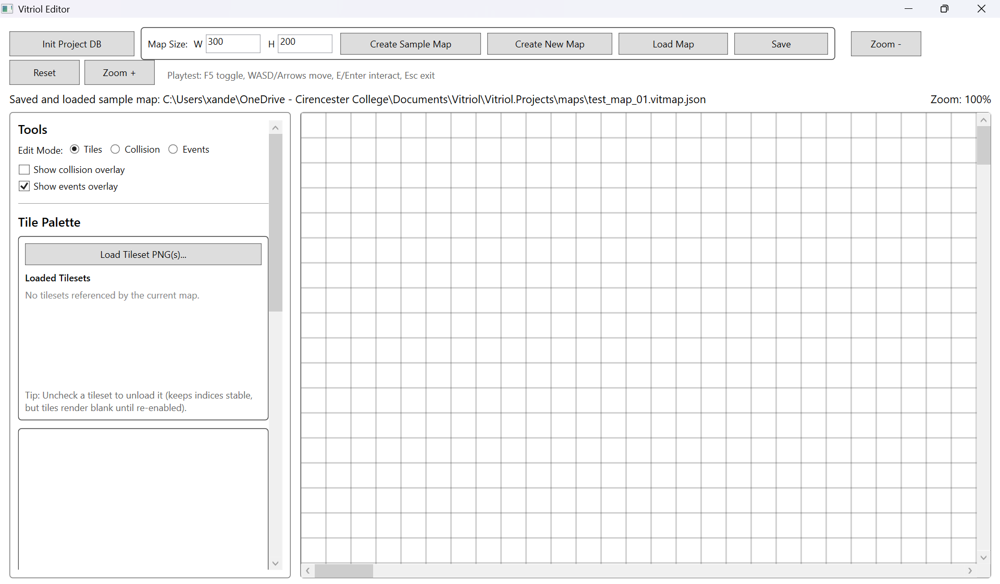 Vitriol Editor
Init Project DB
Map Size: W 300 H 200
Create Sample Map
Create New Map
Load Map
Save
Zoom -
Reset
Zoom +
Playtest: F5 toggle, WASD/Arrows move, E/Enter interact, Esc exit
Saved and loaded sample map: C:\Users\xande\OneDrive - Cirencester College\Documents\Vitriol\Vitriol.Projects\maps\test_map_01.vitmap.json
Zoom: 100%
Tools
Edit Mode: Tiles Collision Events
Show collision overlay
Show events overlay
Tile Palette
Load Tileset PNG(s)...
Loaded Tilesets
No tilesets referenced by the current map.
Tip: Uncheck a tileset to unload it (keeps indices stable,
but tiles render blank until re-enabled).